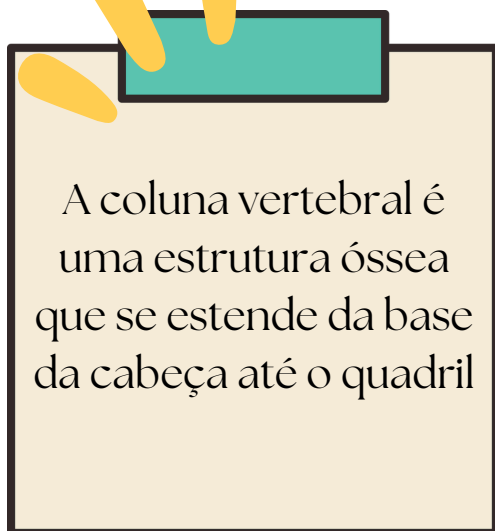 A coluna vertebral é
uma estrutura óssea
que se estende da base
da cabeça até o quadril